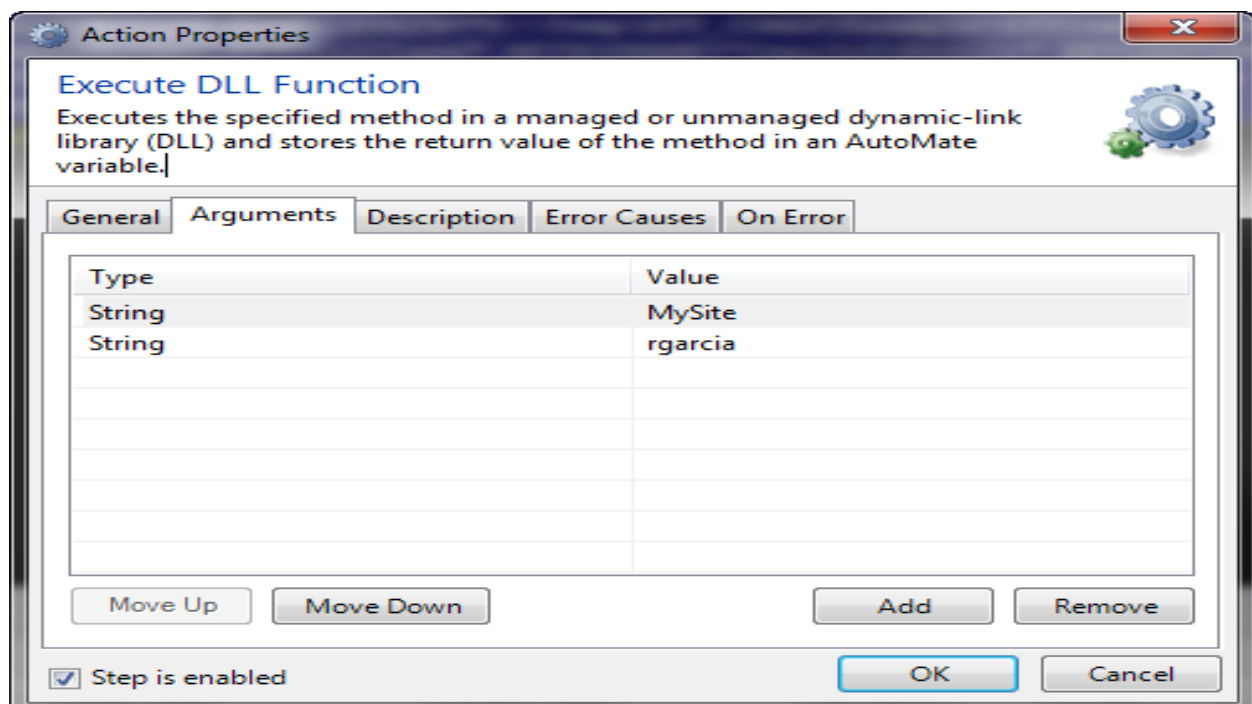 Action Properties
Execute DLL Function
Executes the specified method in a managed or unmanaged dynamic-link
library (DLL) and stores the return value of the method in an AutoMate
variable.
General Arguments Description Error Causes On Error
Type Value
String MySite
String rgarcia
Move Up Move Down Add Remove
Step is enabled OK Cancel